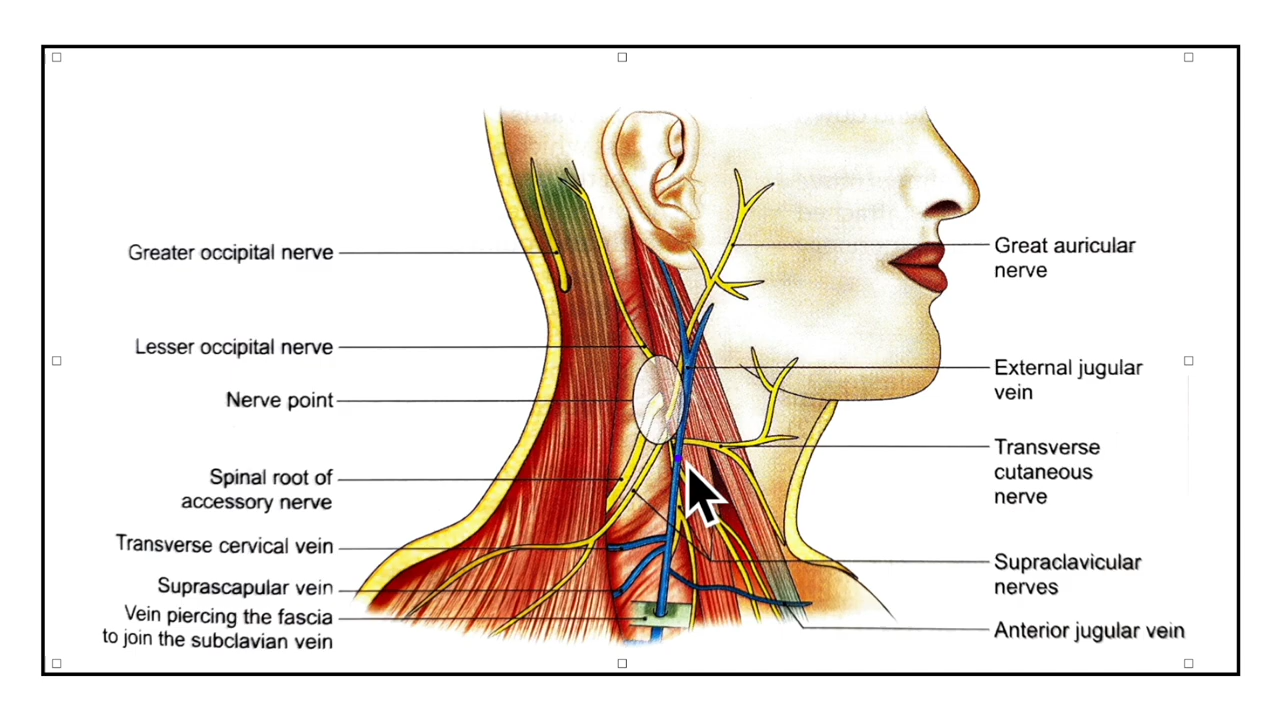 Greater occipital nerve
Lesser occipital nerve
Nerve point
Spinal root of
accessory nerve
Transverse cervical vein
Suprascapular vein
Vein piercing the fascia
to join the subclavian vein
Great auricular
nerve
External jugular
vein
Transverse
cutaneous
nerve
Supraclavicular
nerves
Anterior jugular vein